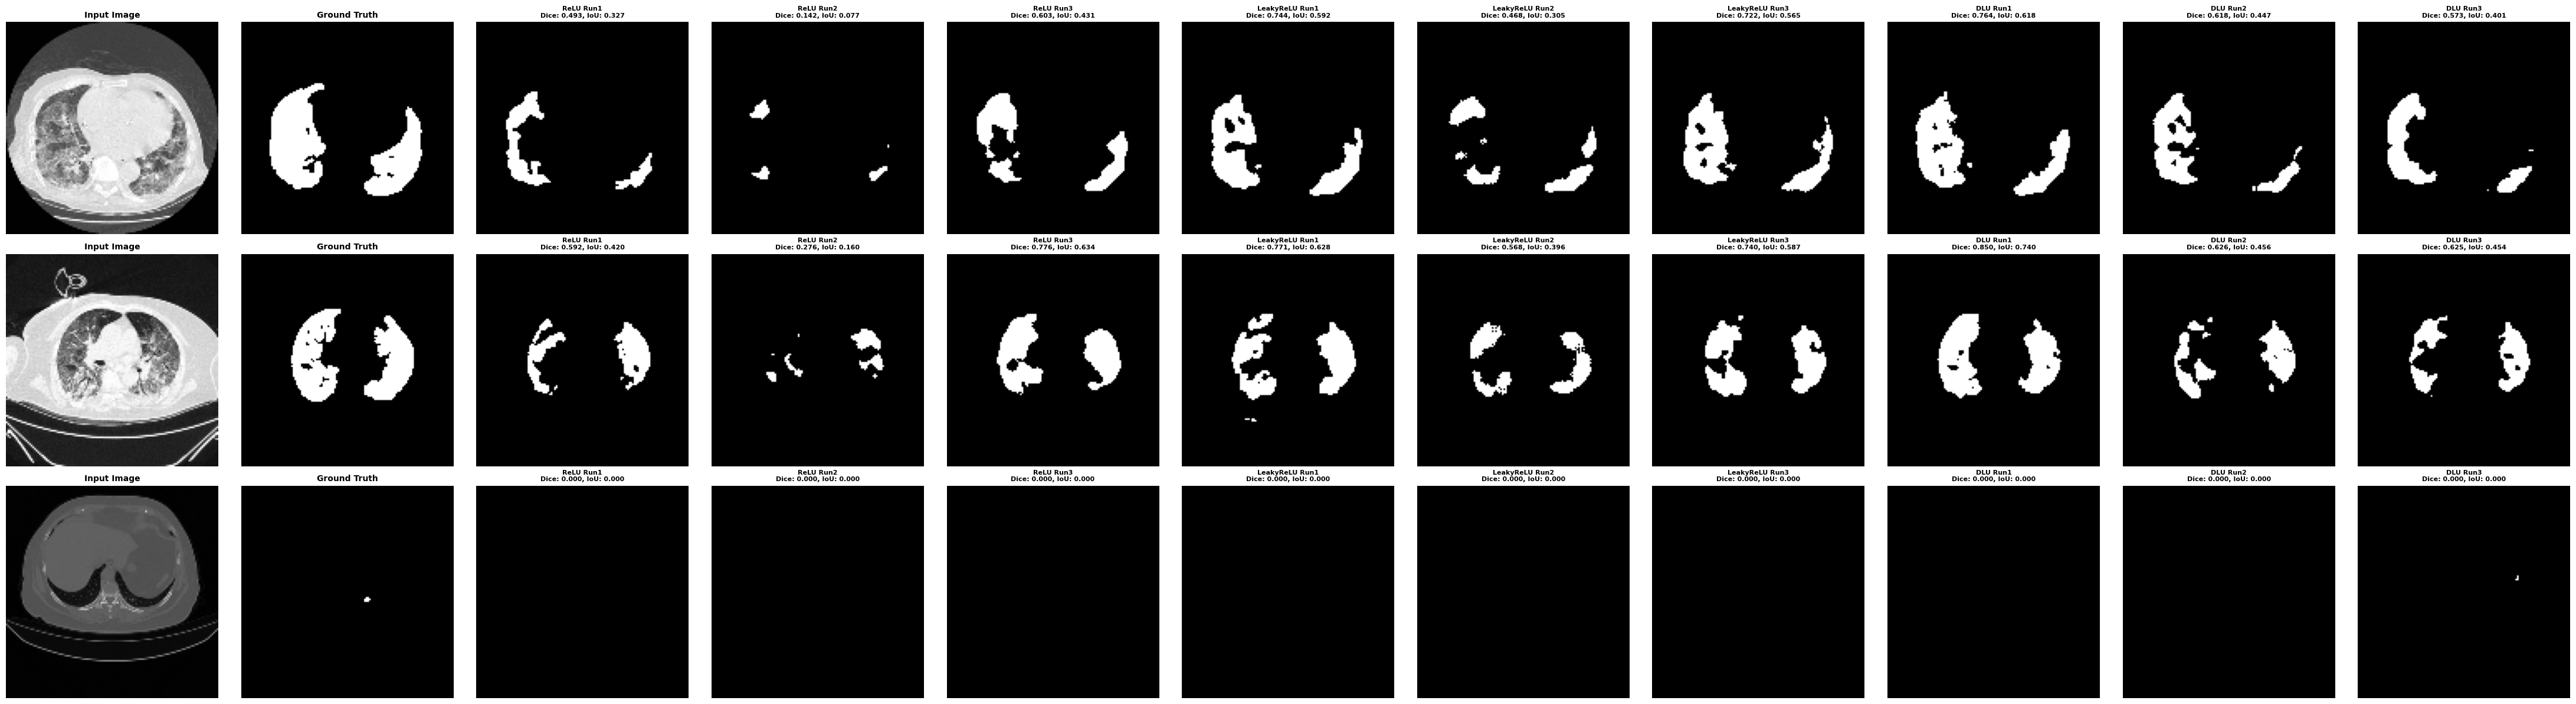 Input Image
Ground Truth
ReLU Run1
Dice: 0.493, IoU: 0.327
ReLU Run2
Dice: 0.142, IoU: 0.077
ReLU Run3
Dice: 0.603, IoU: 0.431
LeakyReLU Run1
Dice: 0.744, IoU: 0.592
LeakyReLU Run2
Dice: 0.468, IoU: 0.305
LeakyReLU Run3
Dice: 0.722, IoU: 0.565
DLU Run1
Dice: 0.764, IoU: 0.618
DLU Run2
Dice: 0.618, IoU: 0.447
DLU Run3
Dice: 0.573, IoU: 0.401
Input Image
Ground Truth
ReLU Run1
Dice: 0.592, IoU: 0.420
ReLU Run2
Dice: 0.276, IoU: 0.160
ReLU Run3
Dice: 0.776, IoU: 0.634
LeakyReLU Run1
Dice: 0.771, IoU: 0.628
LeakyReLU Run2
Dice: 0.568, IoU: 0.396
LeakyReLU Run3
Dice: 0.740, IoU: 0.587
DLU Run1
Dice: 0.850, IoU: 0.740
DLU Run2
Dice: 0.626, IoU: 0.456
DLU Run3
Dice: 0.625, IoU: 0.454
Input Image
Ground Truth
ReLU Run1
Dice: 0.000, IoU: 0.000
ReLU Run2
Dice: 0.000, IoU: 0.000
ReLU Run3
Dice: 0.000, IoU: 0.000
LeakyReLU Run1
Dice: 0.000, IoU: 0.000
LeakyReLU Run2
Dice: 0.000, IoU: 0.000
LeakyReLU Run3
Dice: 0.000, IoU: 0.000
DLU Run1
Dice: 0.000, IoU: 0.000
DLU Run2
Dice: 0.000, IoU: 0.000
DLU Run3
Dice: 0.000, IoU: 0.000